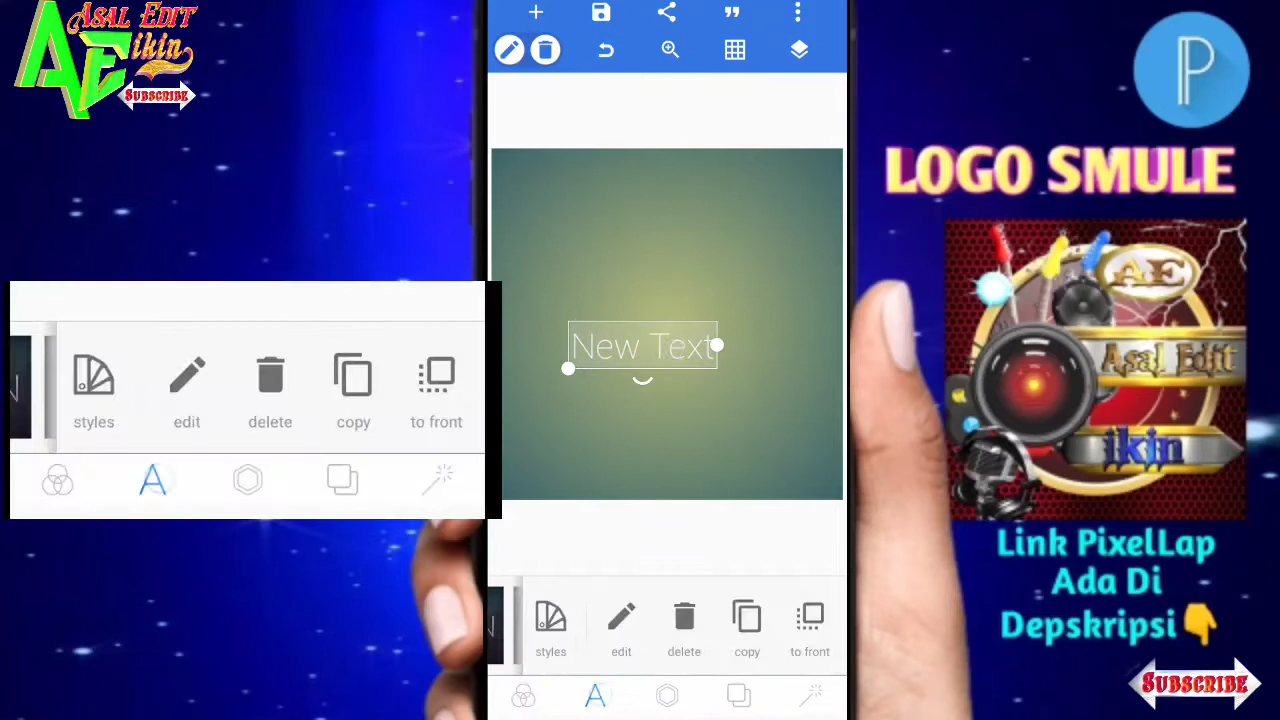 ASAL EDIT
ikin
AE
SUBSCRIBE
styles
edit
delete
copy
to front
New Text
styles
edit
delete
copy
to front
LOGO SMULE
AE
Asal Edit
ikin
Link PixelLap
Ada Di
Depskripsi👇
SUBSCRIBE